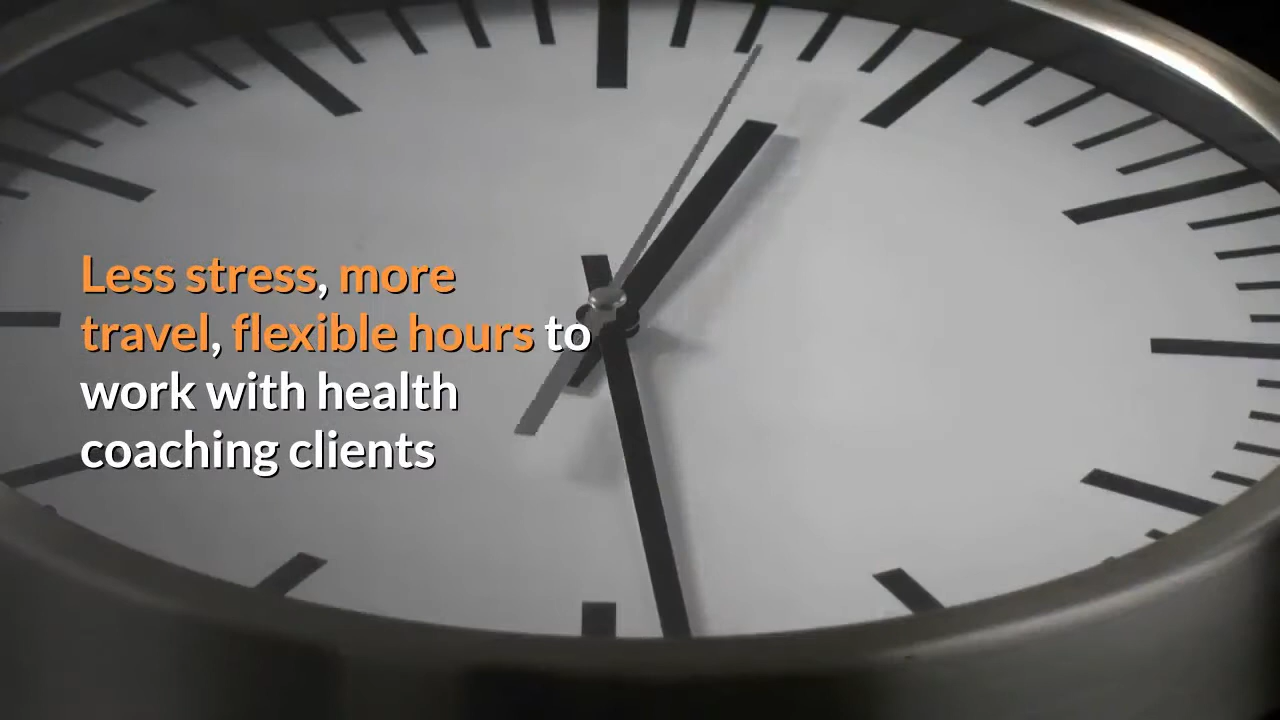 Less stress, more
travel, flexible hours to
work with health
coaching clients